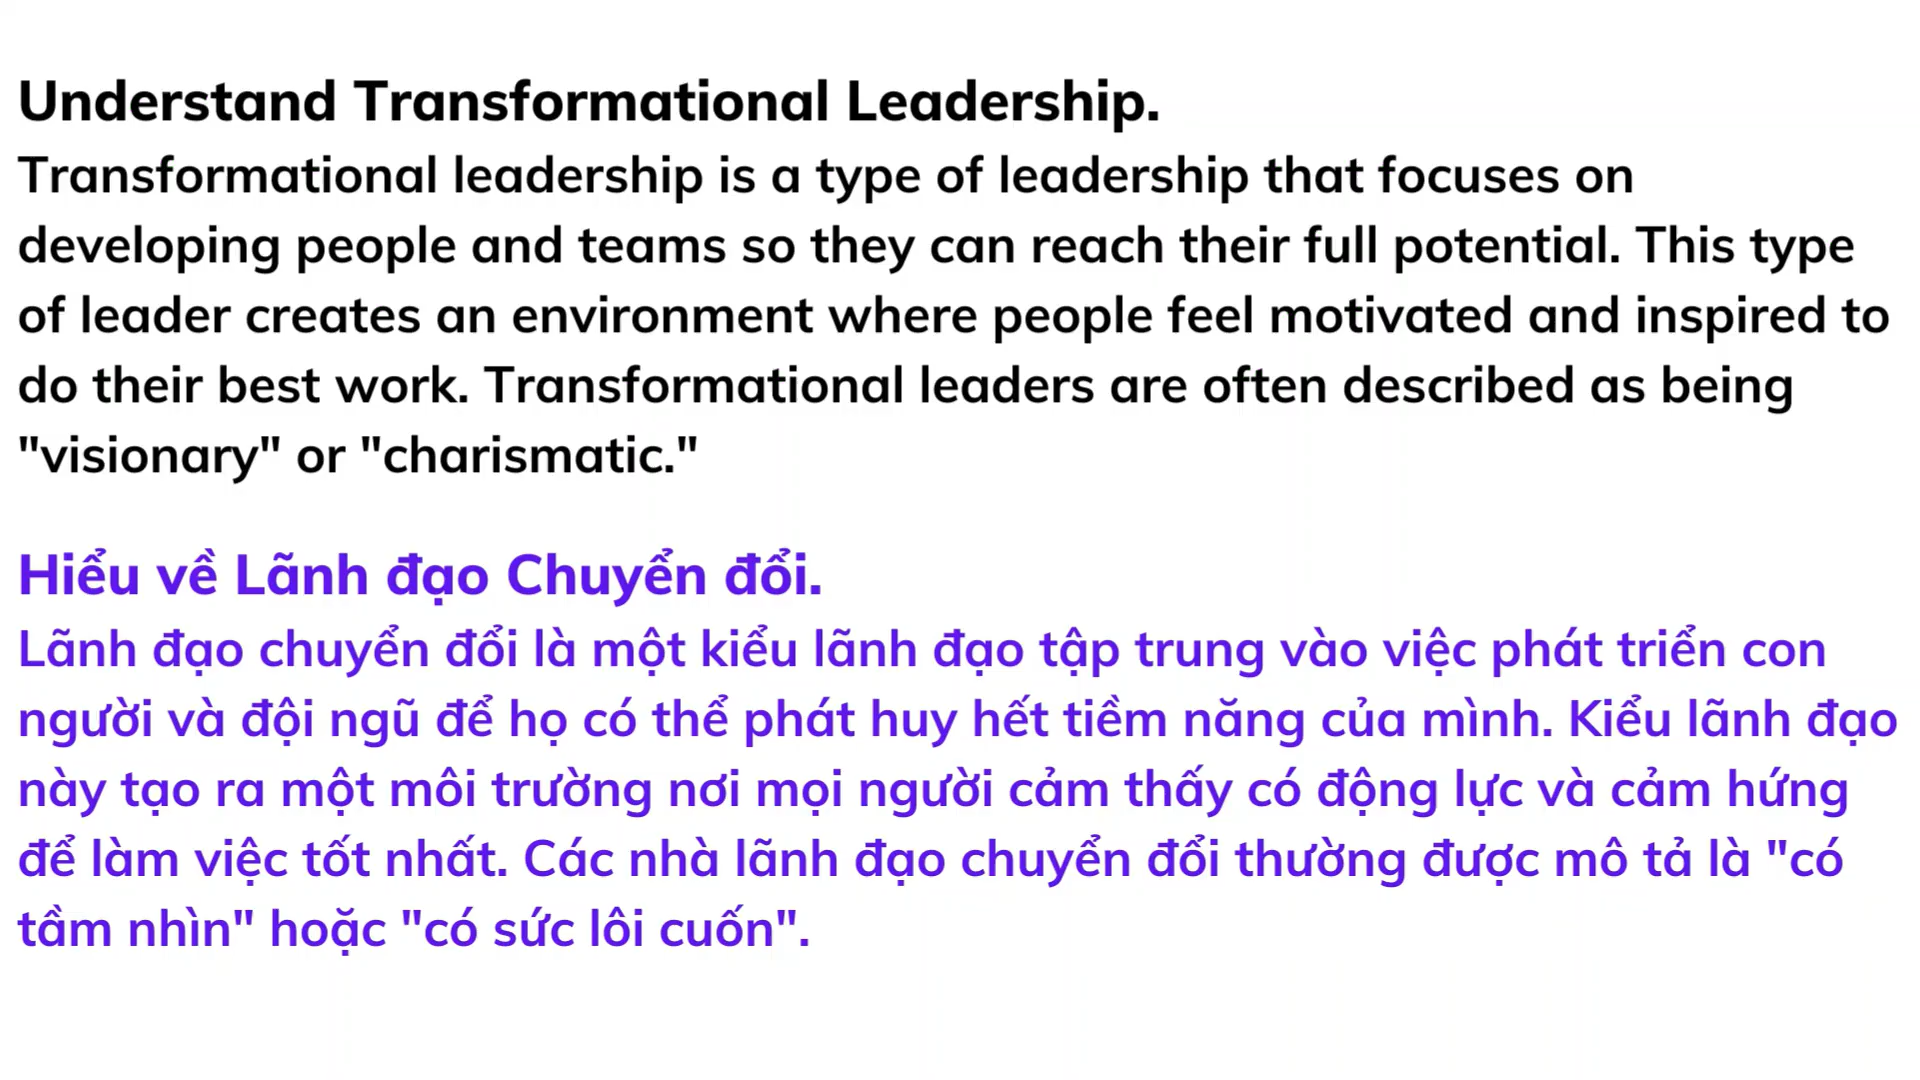 Understand Transformational Leadership.
Transformational leadership is a type of leadership that focuses on
developing people and teams so they can reach their full potential. This type
of leader creates an environment where people feel motivated and inspired to
do their best work. Transformational leaders are often described as being
"visionary" or "charismatic."
Hiểu về Lãnh đạo Chuyển đổi.
Lãnh đạo chuyển đổi là một kiểu lãnh đạo tập trung vào việc phát triển con
người và đội ngũ để họ có thể phát huy hết tiềm năng của mình. Kiểu lãnh đạo
này tạo ra một môi trường nơi mọi người cảm thấy có động lực và cảm hứng
để làm việc tốt nhất. Các nhà lãnh đạo chuyển đổi thường được mô tả là "có
tầm nhìn" hoặc "có sức lôi cuốn".